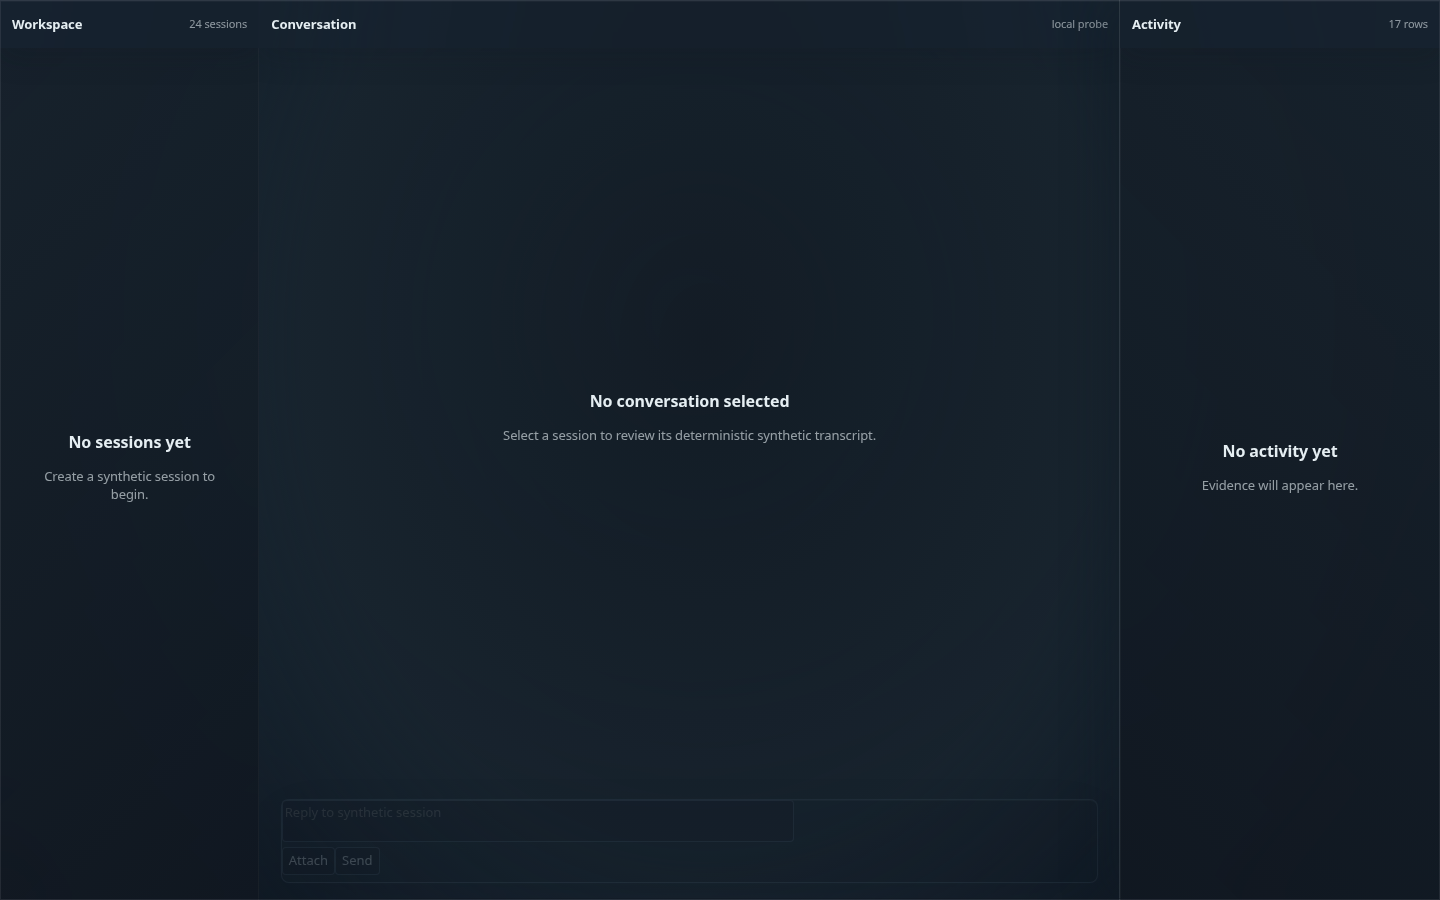 Workspace
24 sessions
Conversation
local probe
Activity
17 rows
No sessions yet
Create a synthetic session to
begin.
No conversation selected
Select a session to review its deterministic synthetic transcript.
No activity yet
Evidence will appear here.
Reply to synthetic session
Attach
Send